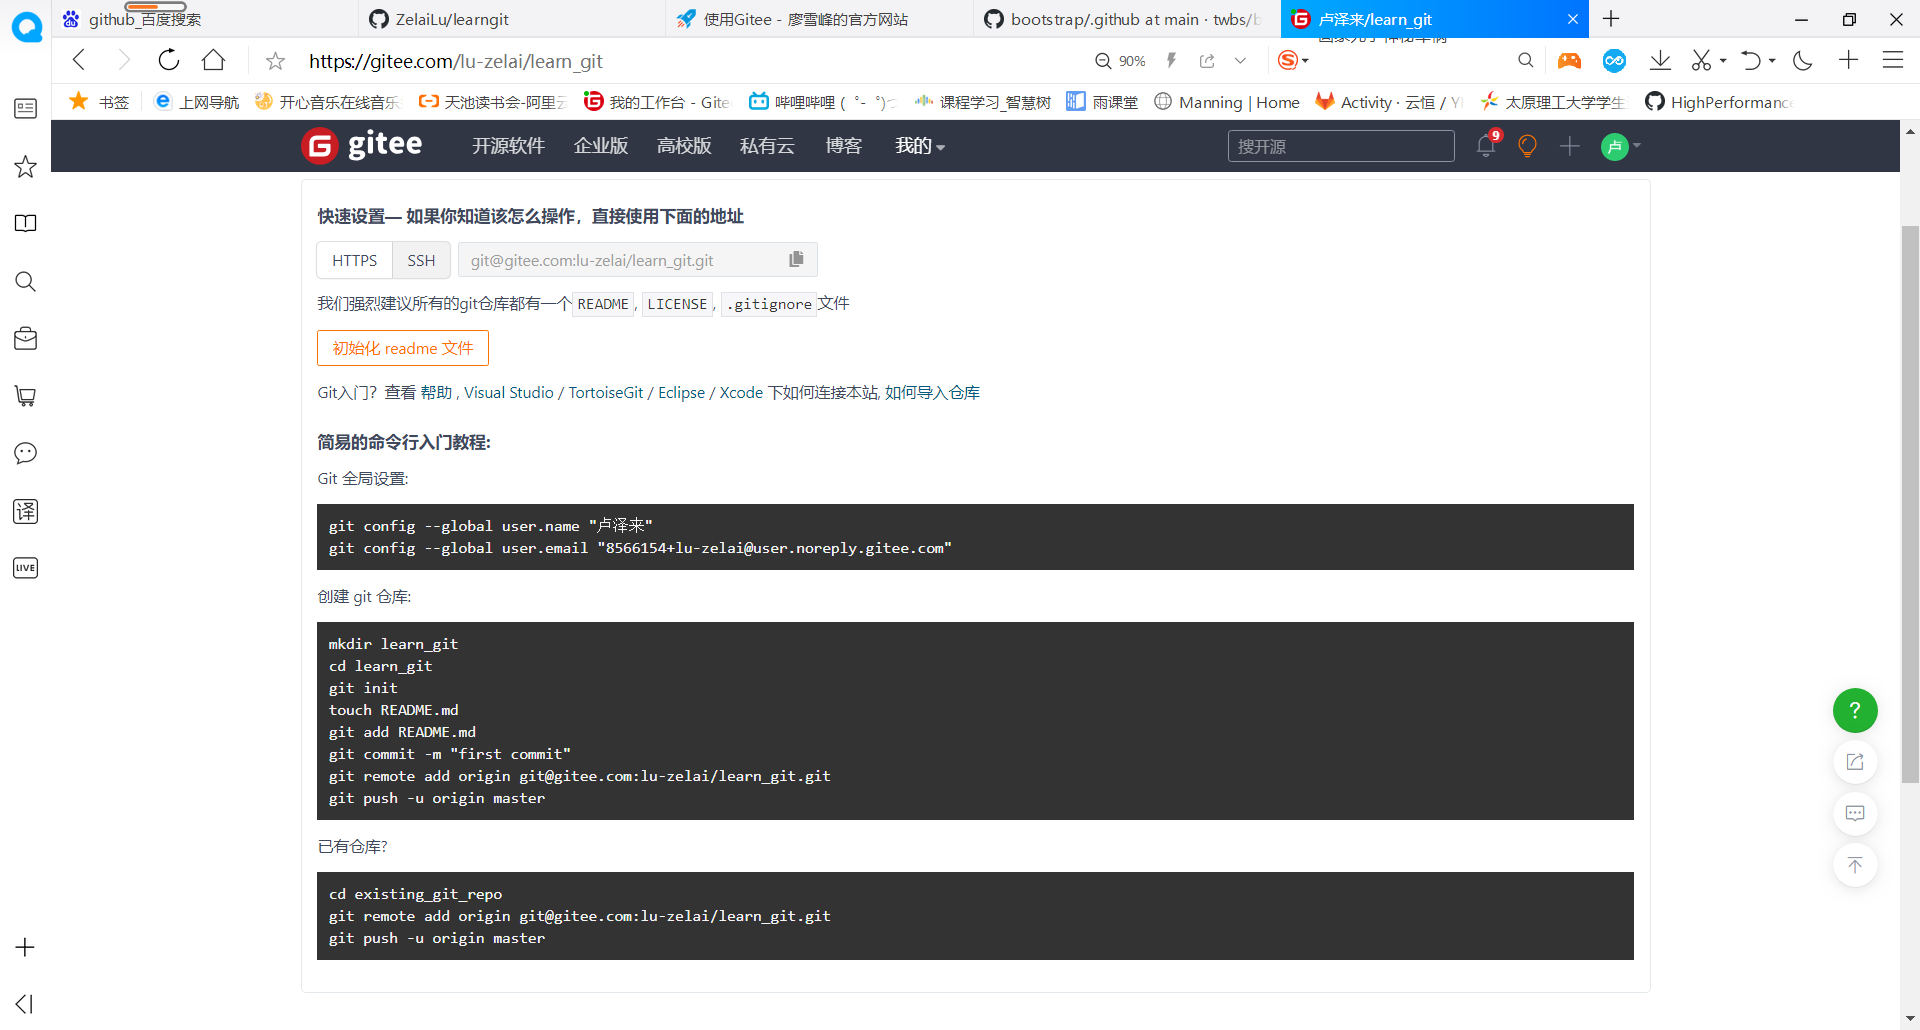 github_百度搜索
ZelaiLu/learngit
使用Gitee - 廖雪峰的官方网站
bootstrap/.github at main · twbs/b
卢泽来/learn_git
https://gitee.com/lu-zelai/learn_git
90%
书签
上网导航
开心音乐在线音乐
天池读书会-阿里云
我的工作台 - Gite
哔哩哔哩 ( ゜- ゜)つ
课程学习_智慧树
雨课堂
Manning | Home
Activity · 云恒 / Y
太原理工大学学生
HighPerformanc
gitee
开源软件
企业版
高校版
私有云
博客
我的
搜开源
9
卢
快速设置— 如果你知道该怎么操作，直接使用下面的地址
HTTPS
SSH
git@gitee.com:lu-zelai/learn_git.git
我们强烈建议所有的git仓库都有一个 README, LICENSE, .gitignore 文件
初始化 readme 文件
Git入门？查看 帮助 , Visual Studio / TortoiseGit / Eclipse / Xcode 下如何连接本站, 如何导入仓库
简易的命令行入门教程:
Git 全局设置:
git config --global user.name "卢泽来"
git config --global user.email "8566154+lu-zelai@user.noreply.gitee.com"
创建 git 仓库:
mkdir learn_git
cd learn_git
git init
touch README.md
git add README.md
git commit -m "first commit"
git remote add origin git@gitee.com:lu-zelai/learn_git.git
git push -u origin master
已有仓库?
cd existing_git_repo
git remote add origin git@gitee.com:lu-zelai/learn_git.git
git push -u origin master
译
LIVE
?